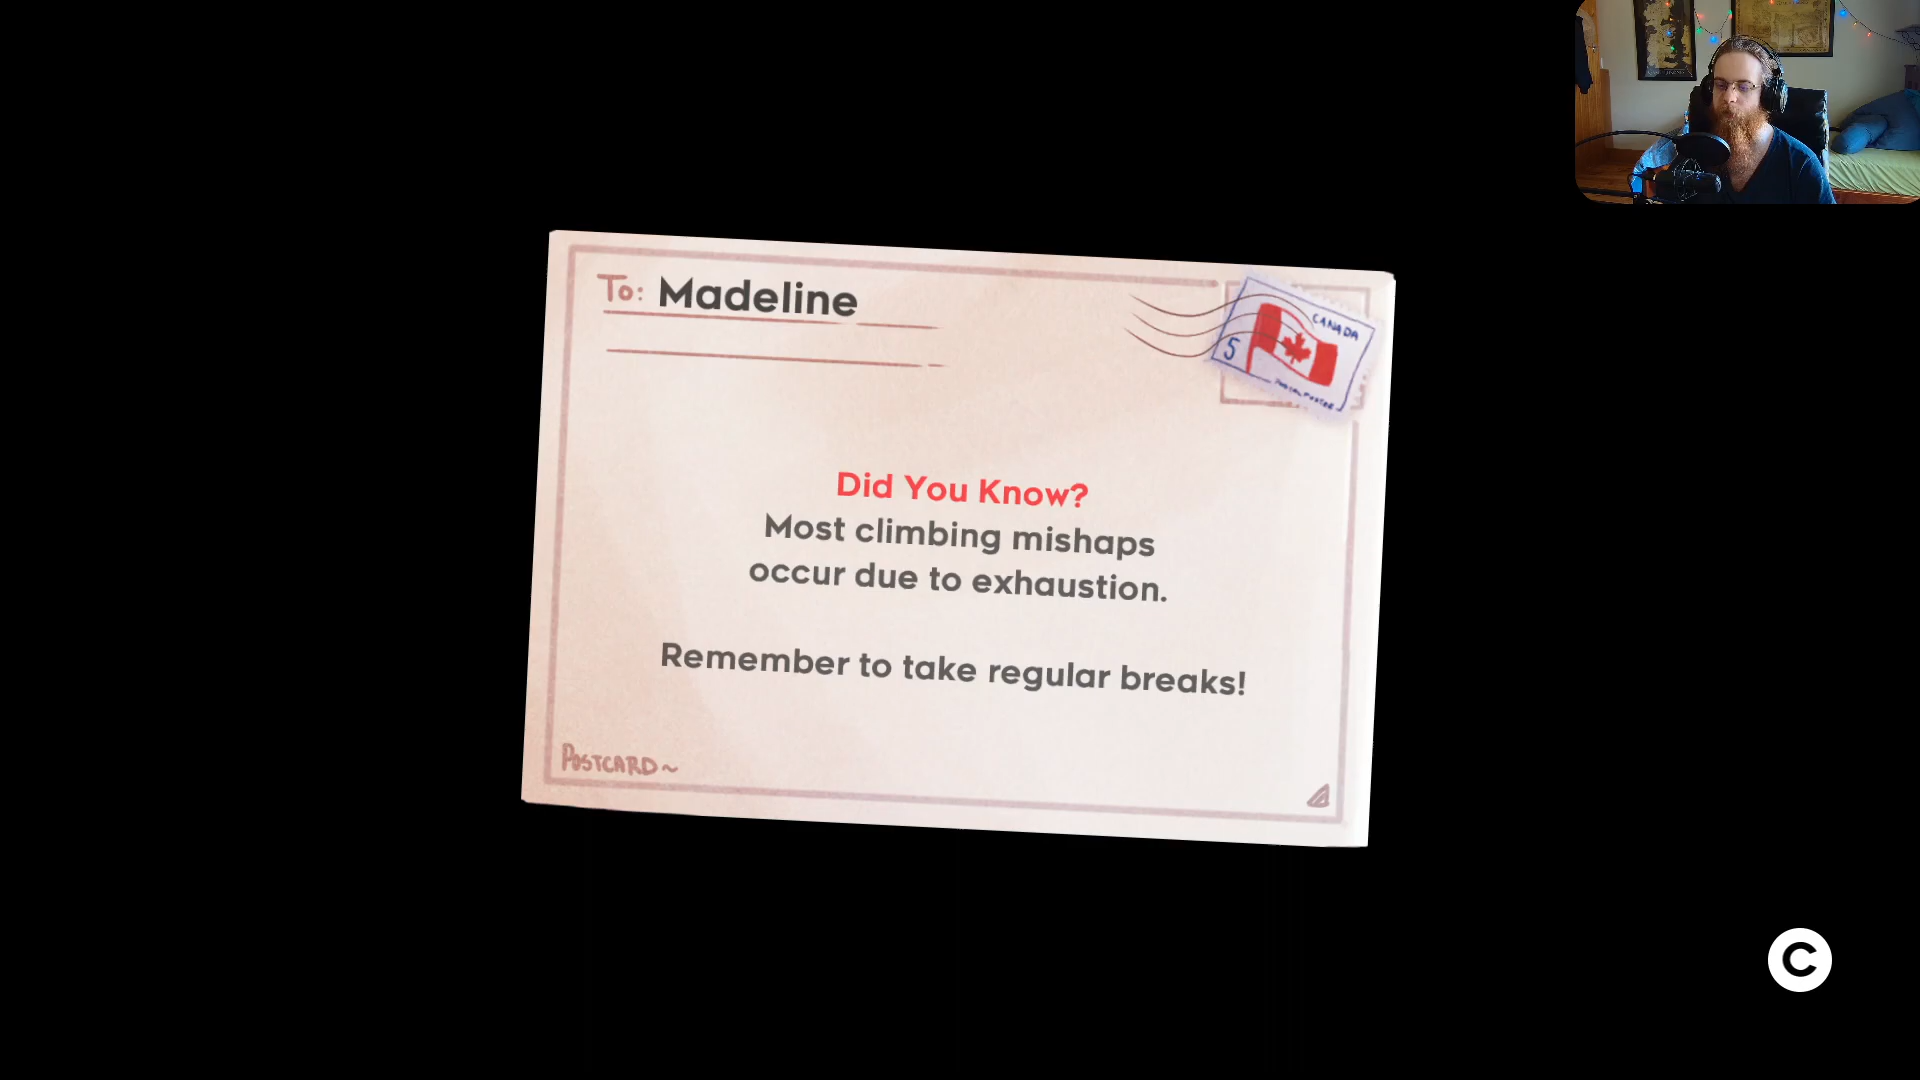 To: Madeline
CANADA
5
Did You Know?
Most climbing mishaps
occur due to exhaustion.
Remember to take regular breaks!
POSTCARD~
C